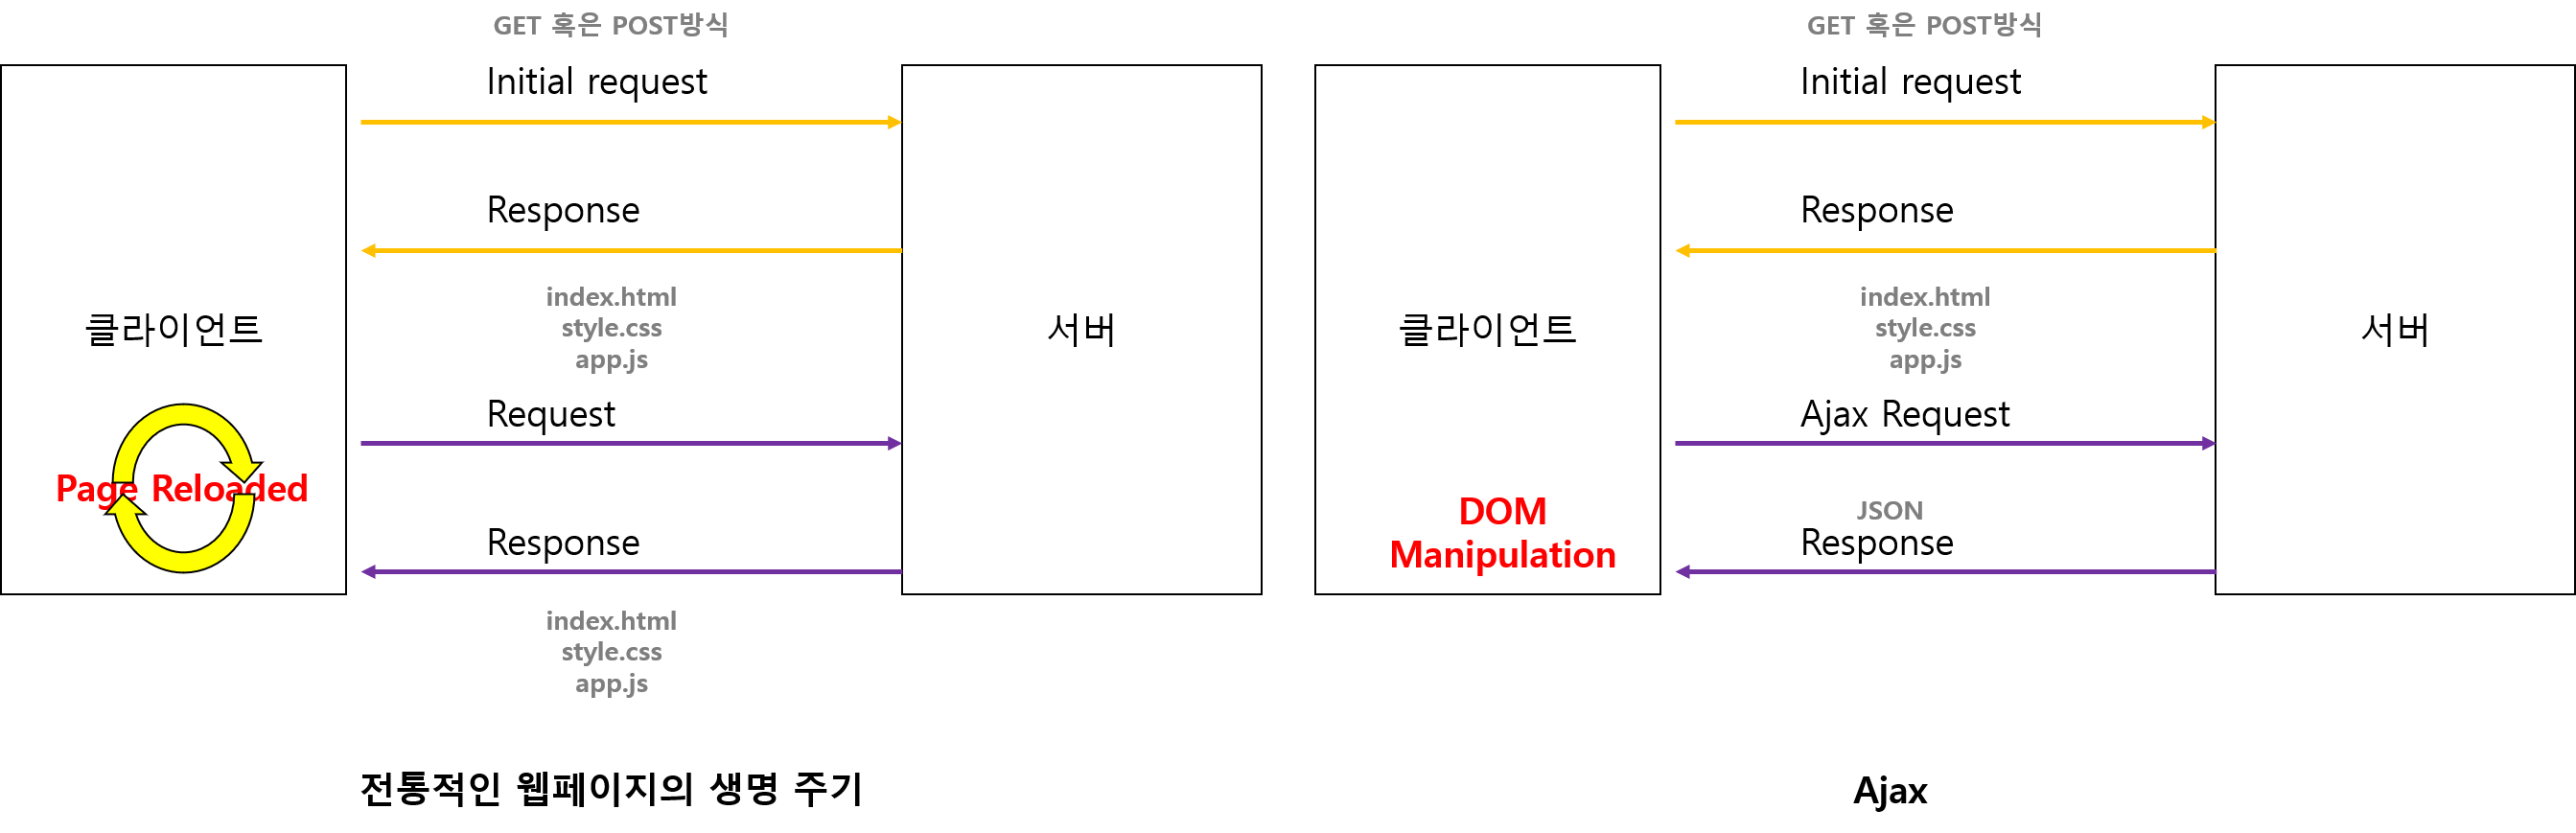 GET 혹은 POST방식
Initial request
Response
index.html
style.css
app.js
클라이언트
서버
Request
Page Reloaded
Response
index.html
style.css
app.js
전통적인 웹페이지의 생명 주기
GET 혹은 POST방식
Initial request
Response
index.html
style.css
app.js
클라이언트
서버
Ajax Request
DOM
Manipulation
JSON
Response
Ajax